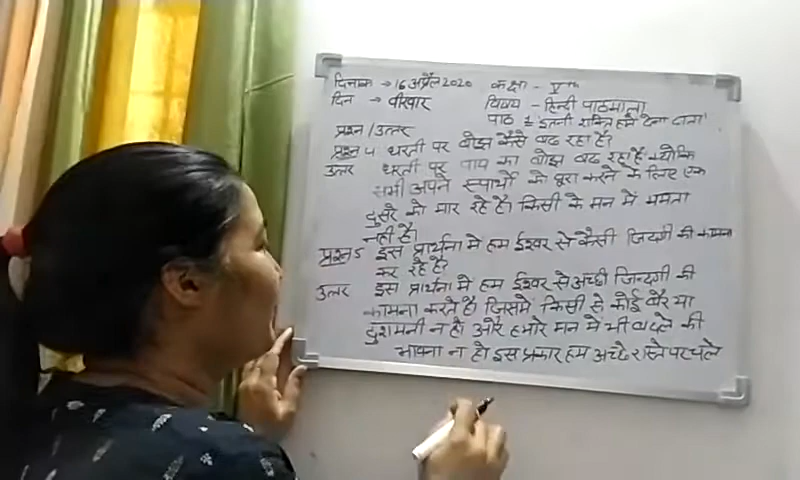 दिनांक → 16 अप्रैल 2020 कक्षा - Vth
दिन → वीरवार विषय - हिन्दी पाठमाला
पाठ 1 'इतनी शक्ति हमें देना दाता'
प्रश्न/उत्तर
प्रश्न 4 धरती पर बोझ कैसे बढ रहा है?
उत्तर धरती पर पाप का बोझ बढ रहा है क्योंकि
सभी अपने स्वार्थो को पूरा करने के लिए एक
दुसरे को मार रहे है। किसी के मन में ममता
नही है।
प्रश्न 5 इस प्रार्थना मे हम ईश्वर से कैसी जिंदगी की कामना
कर रहे है?
उत्तर इस प्रार्थना मे हम ईश्वर से अच्छी जिन्दगी की
कामना करते है। जिसमें किसी से कोई बैर या
दुशमनी न हो और हमारे मन मे भी बदले की
भावना न हो इस प्रकार हम अच्छे रास्ते पर चले